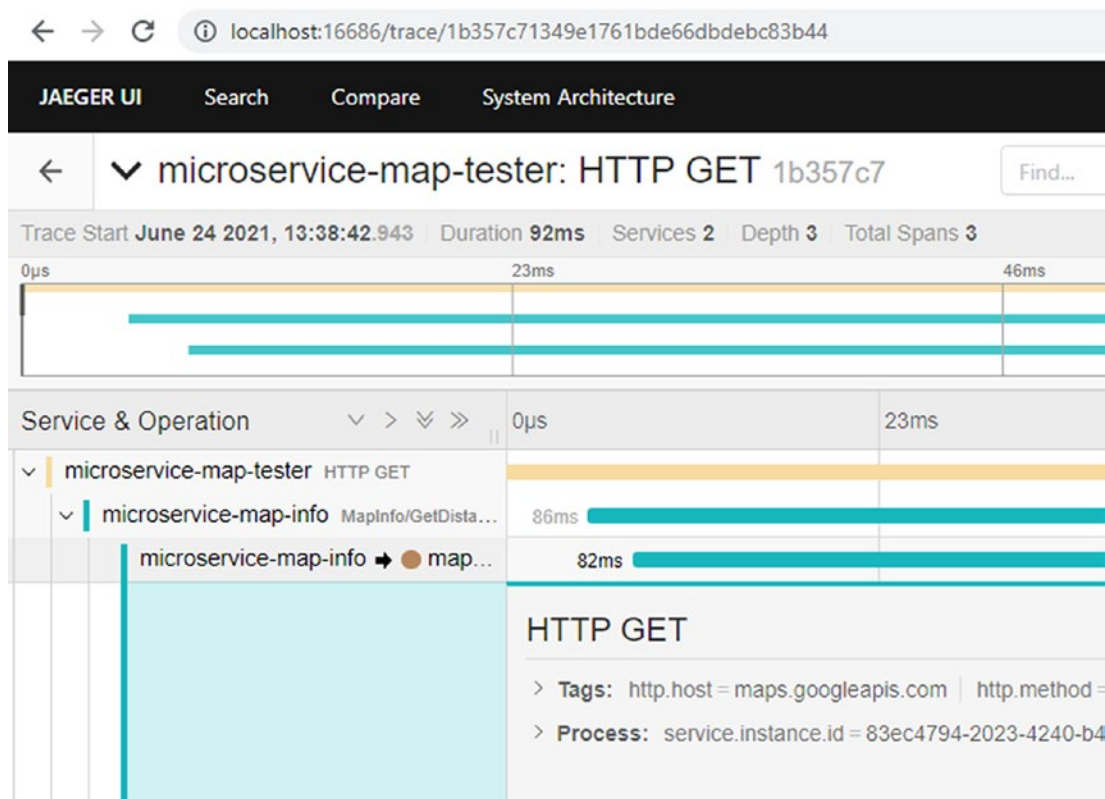 localhost:16686/trace/1b357c71349e1761bde66dbdebc83b44
JAEGER UI Search Compare System Architecture
microservice-map-tester: HTTP GET 1b357c7 Find...
Trace Start June 24 2021, 13:38:42.943 Duration 92ms Services 2 Depth 3 Total Spans 3
0μs 23ms 46ms
Service & Operation 0μs 23ms
microservice-map-tester HTTP GET
microservice-map-info MapInfo/GetDista... 86ms
microservice-map-info map... 82ms
HTTP GET
Tags: http.host = maps.googleapis.com http.method =
Process: service.instance.id = 83ec4794-2023-4240-b4